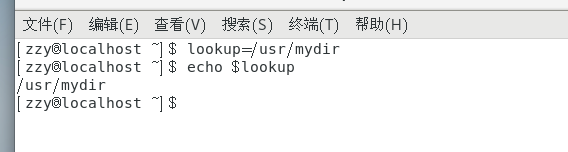 文件(F) 编辑(E) 查看(V) 搜索(S) 终端(T) 帮助(H)
[zzy@localhost ~]$ lookup=/usr/mydir
[zzy@localhost ~]$ echo $lookup
/usr/mydir
[zzy@localhost ~]$